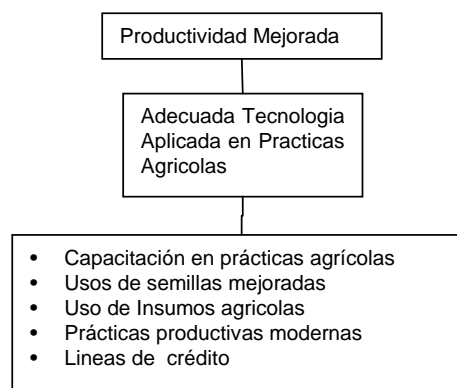 Productividad Mejorada
Adecuada Tecnologia
Aplicada en Practicas
Agricolas
• Capacitación en prácticas agrícolas
• Usos de semillas mejoradas
• Uso de Insumos agricolas
• Prácticas productivas modernas
• Lineas de crédito